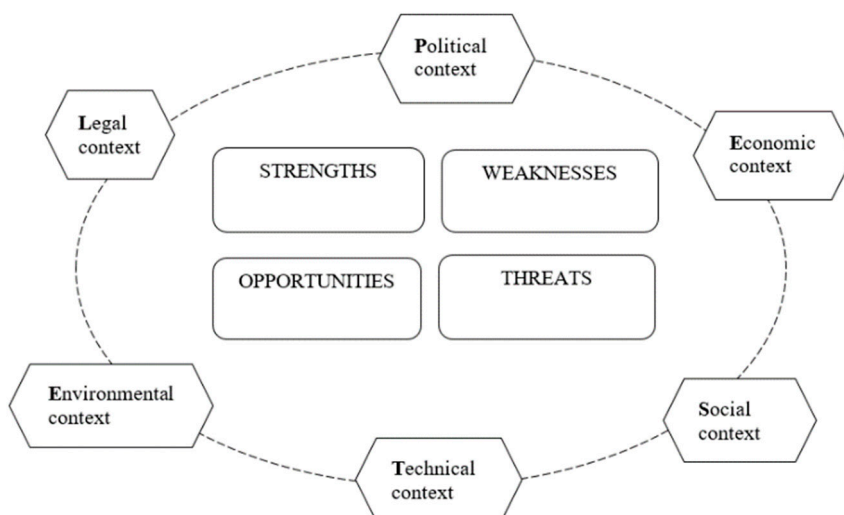 Political
context
Legal
context
Economic
context
STRENGTHS
WEAKNESSES
OPPORTUNITIES
THREATS
Environmental
context
Social
context
Technical
context